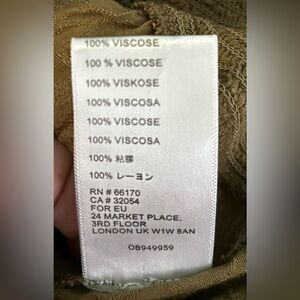 100% VISCOSE
100 % VISCOSE
100% VISKOSE
100% VISCOSA
100% VISCOSE
100% VISCOSA
100% 粘膠
100% レーヨン
RN # 66170
CA # 32054
FOR EU
24 MARKET PLACE,
3RD FLOOR
LONDON UK W1W 8AN
OB949959